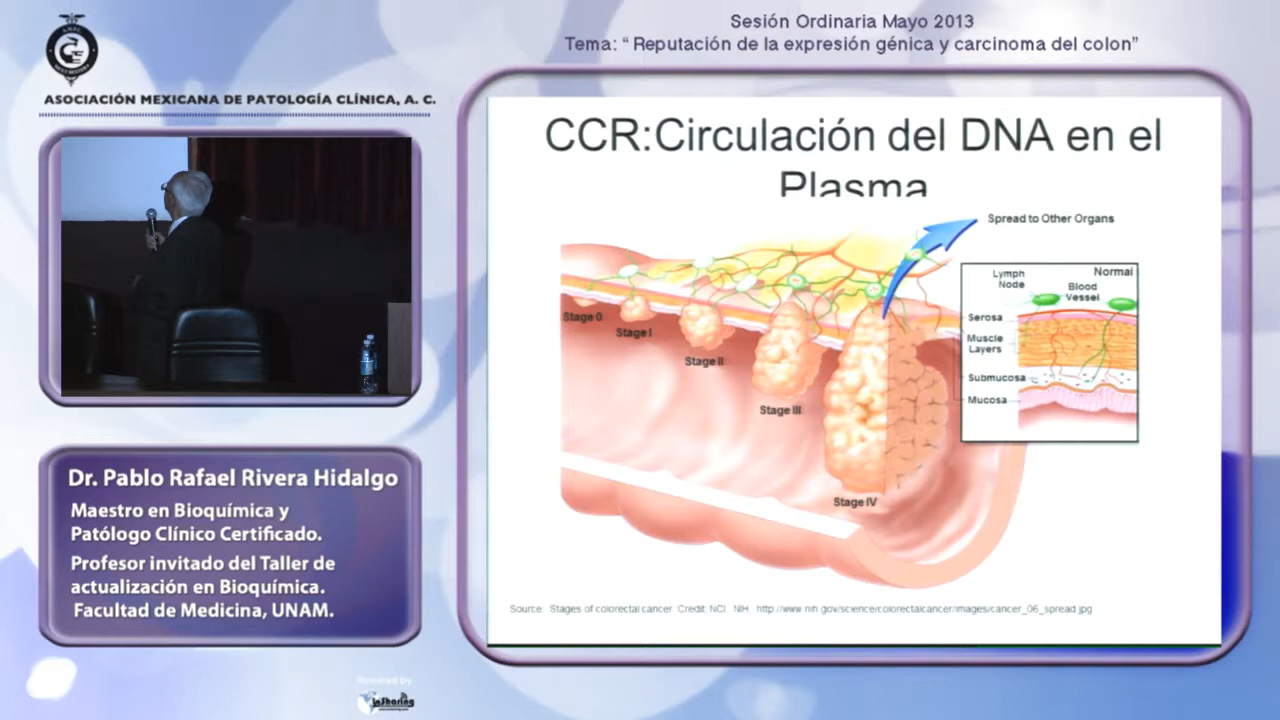 Sesión Ordinaria Mayo 2013
Tema: “ Reputación de la expresión génica y carcinoma del colon”
ASOCIACIÓN MEXICANA DE PATOLOGÍA CLÍNICA, A. C.
CCR:Circulación del DNA en el
Plasma
Spread to Other Organs
Lymph
Node
Normal
Blood
Vessel
Serosa
Muscle
Layers
Submucosa
Mucosa
Stage 0
Stage I
Stage II
Stage III
Stage IV
Source: Stages of colorectal cancer. Credit: NCI. NIH. http://www.nih.gov/science/colorectalcancer/images/cancer_06_spread.jpg
Dr. Pablo Rafael Rivera Hidalgo
Maestro en Bioquímica y
Patólogo Clínico Certificado.
Profesor invitado del Taller de
actualización en Bioquímica.
Facultad de Medicina, UNAM.
Powered by
InSharing